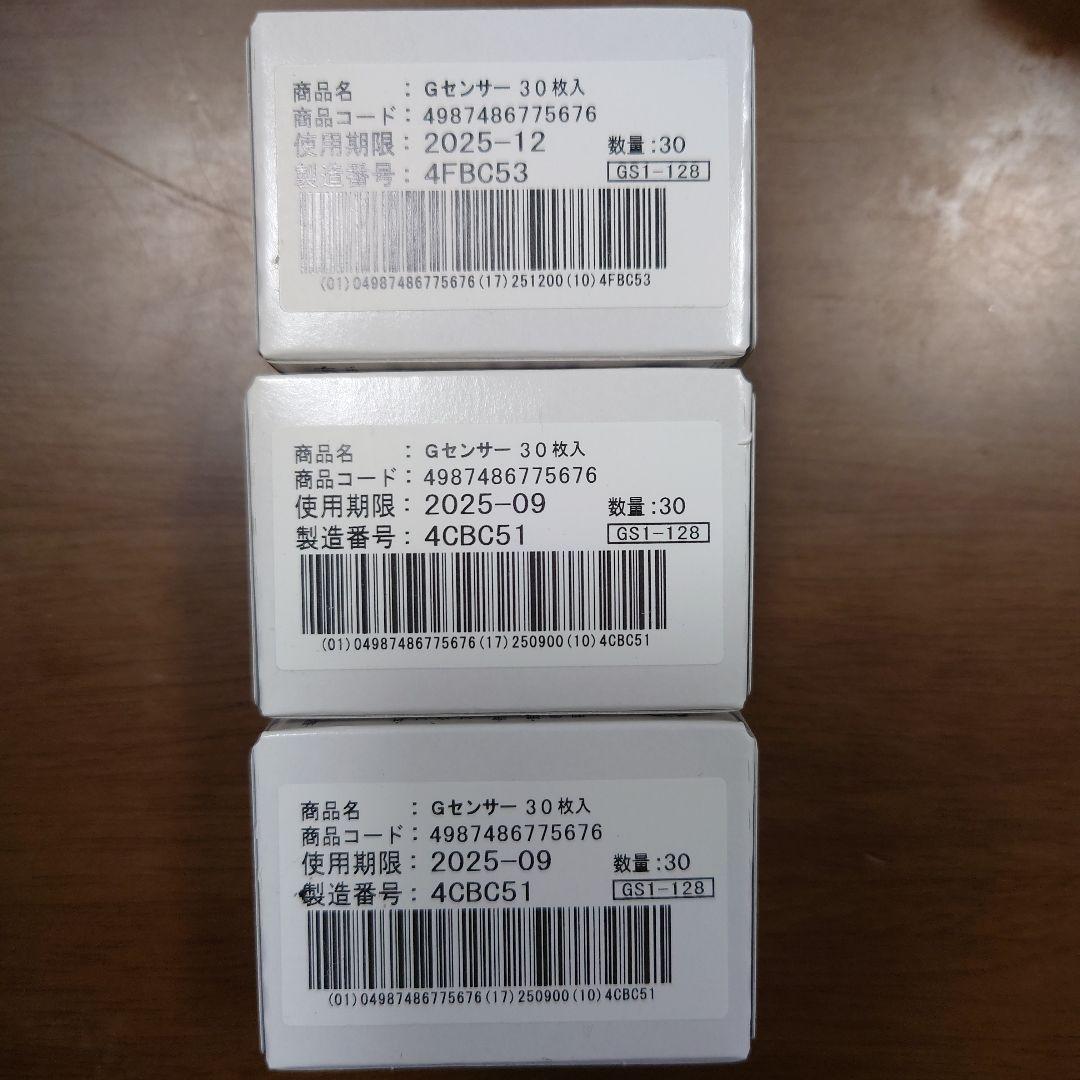 商品名 : Gセンサー 30枚入
商品コード : 4987486775676
使用期限 : 2025-12 数量 :30
製造番号 : 4FBC53 GS1-128
(01)04987486775676(17)251200(10)4FBC53
商品名 : Gセンサー 30枚入
商品コード : 4987486775676
使用期限 : 2025-09 数量 :30
製造番号 : 4CBC51 GS1-128
(01)04987486775676(17)250900(10)4CBC51
商品名 : Gセンサー 30枚入
商品コード : 4987486775676
使用期限 : 2025-09 数量 :30
製造番号 : 4CBC51 GS1-128
(01)04987486775676(17)250900(10)4CBC51